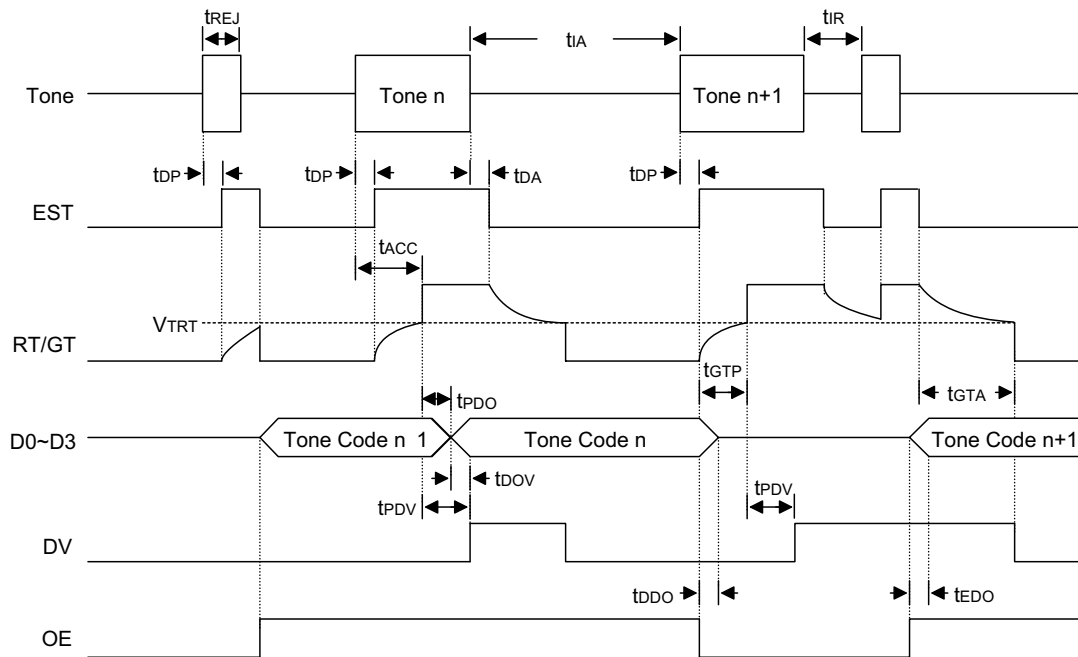 tREJ
tIA
tIR
Tone
Tone n
Tone n+1
tDP
tDP
tDA
tDP
EST
tACC
VTRT
RT/GT
tGTP
tGTA
tPDO
D0~D3
Tone Code n 1
Tone Code n
Tone Code n+1
tDOV
tPDV
tPDV
DV
tDDO
tEDO
OE